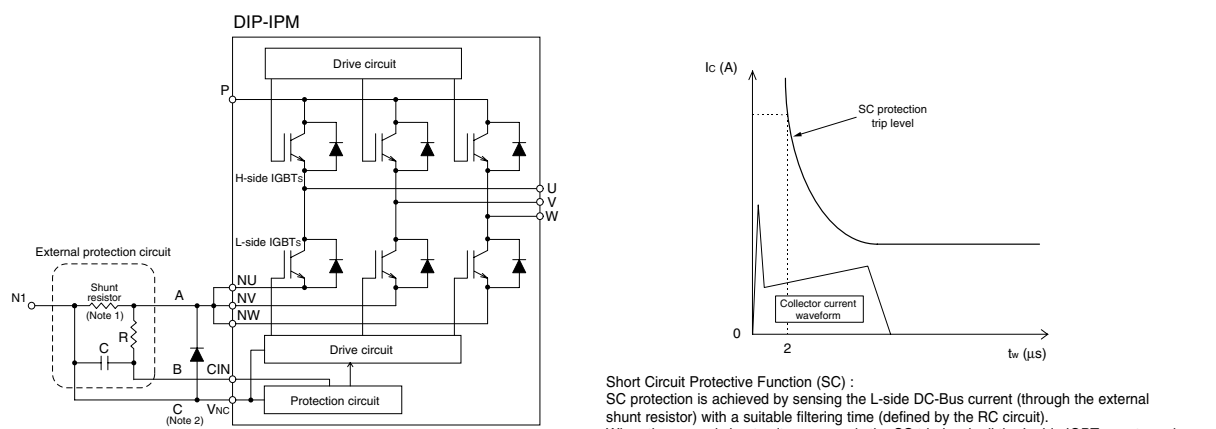 DIP-IPM
Drive circuit
P
H-side IGBTs
U
V
W
L-side IGBTs
External protection circuit
N1
Shunt
resistor
(Note 1)
A
NU
NV
NW
R
C
Drive circuit
B
CIN
C
(Note 2)
VNC
Protection circuit
IC (A)
SC protection
trip level
Collector current
waveform
0
2
tw (μs)
Short Circuit Protective Function (SC) :
SC protection is achieved by sensing the L-side DC-Bus current (through the external
shunt resistor) with a suitable filtering time (defined by the RC circuit).